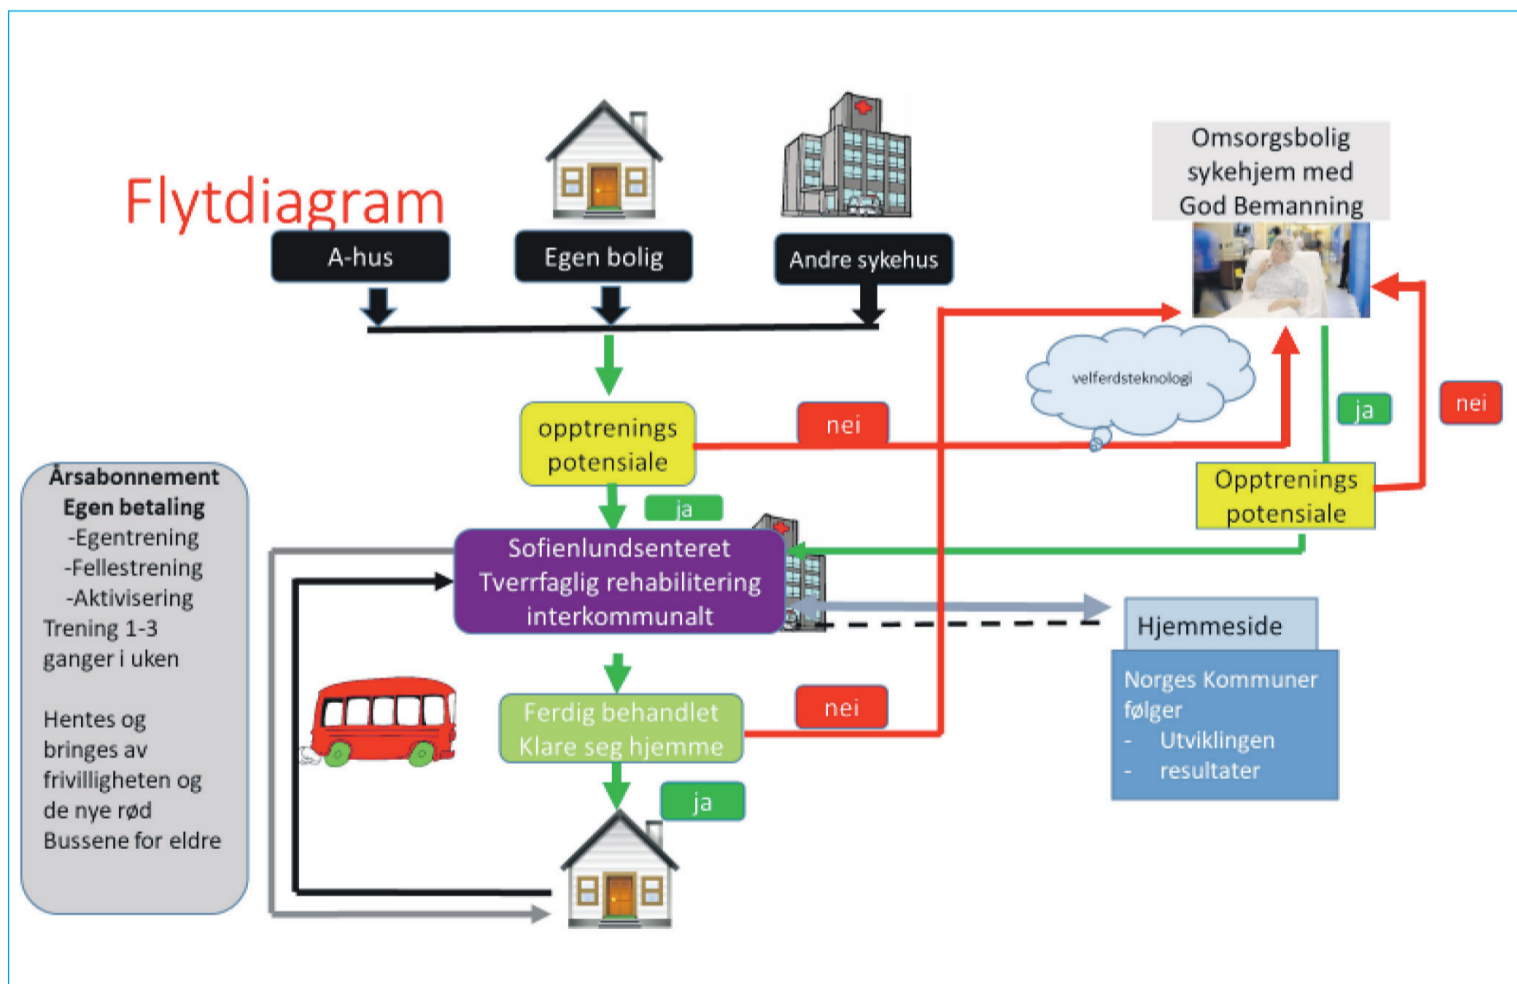 Flytdiagram
A-hus
Egen bolig
Andre sykehus
Omsorgsbolig
sykehjem med
God Bemanning
velferdsteknologi
opptrenings
potensiale
nei
ja
ja
nei
Opptrenings
potensiale
Årsabonnement
Egen betaling
-Egentrening
-Fellestrening
-Aktivisering
Trening 1-3
ganger i uken
Hentes og
bringes av
frivilligheten og
de nye rød
Bussene for eldre
Sofienlundsenteret
Tverrfaglig rehabilitering
interkommunalt
Hjemmeside
Norges Kommuner
følger
- Utviklingen
- resultater
Ferdig behandlet
Klare seg hjemme
nei
ja